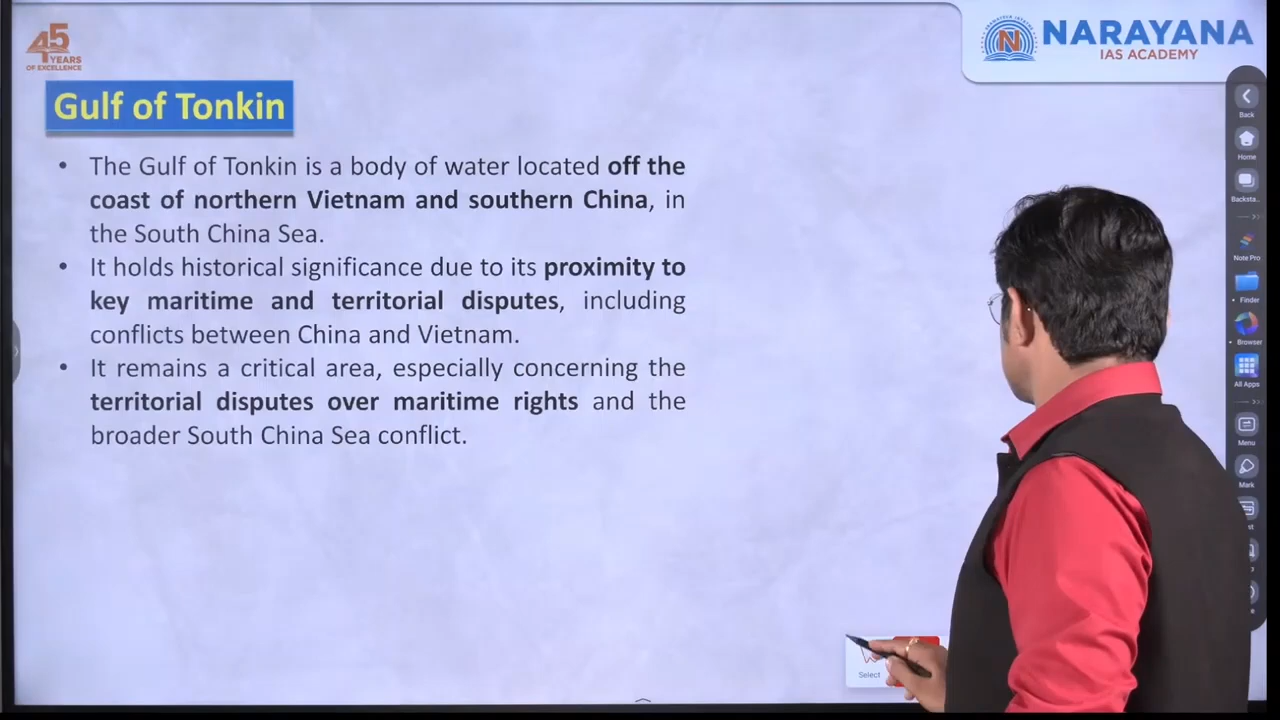 45
YEARS
OF EXCELLENCE
NARAYANA
IAS ACADEMY
N
Gulf of Tonkin
• The Gulf of Tonkin is a body of water located off the
coast of northern Vietnam and southern China, in
the South China Sea.
• It holds historical significance due to its proximity to
key maritime and territorial disputes, including
conflicts between China and Vietnam.
• It remains a critical area, especially concerning the
territorial disputes over maritime rights and the
broader South China Sea conflict.
Back
Home
Backsta..
Note Pro
• Finder
• Browser
All Apps
Menu
Mark
Select